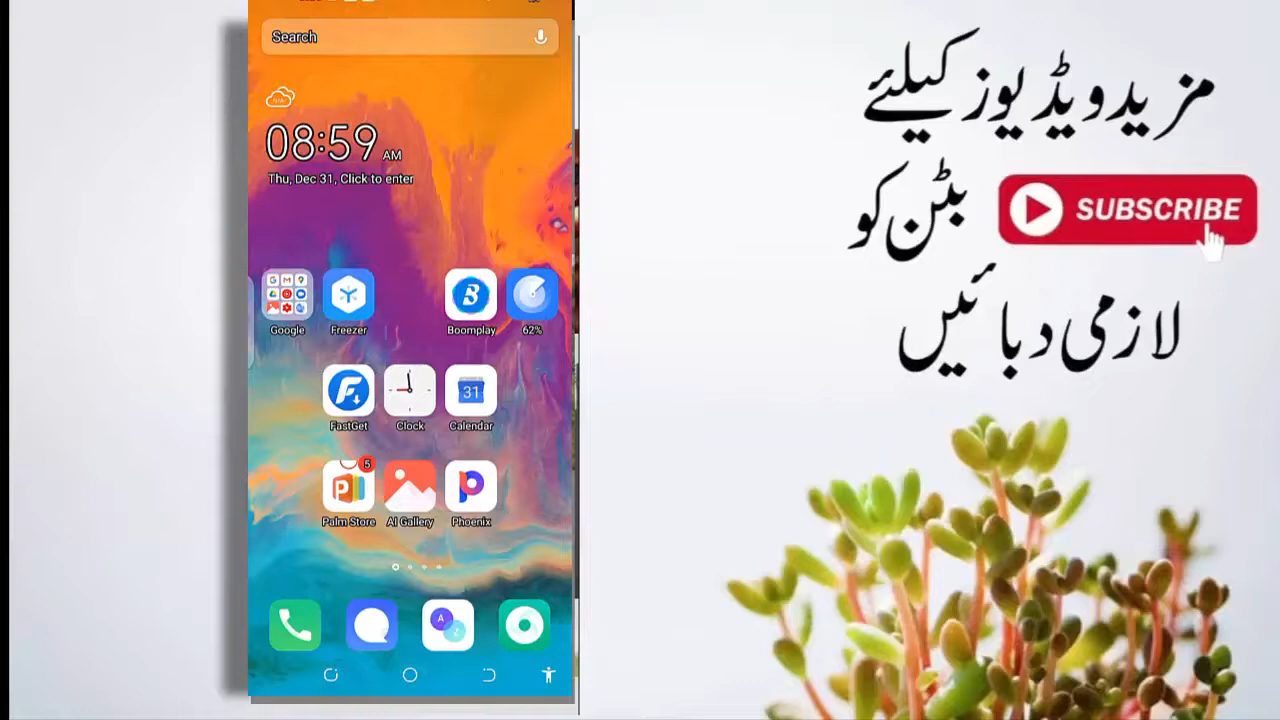 Search
N/A
08:59 AM
Thu, Dec 31, Click to enter
Google
Freezer
Boomplay
62%
FastGet
Clock
31
Calendar
5
Palm Store
AI Gallery
Phoenix
A
Z
مزید ویڈیوز کیلئے
بٹن کو
SUBSCRIBE
لازمی دبائیں